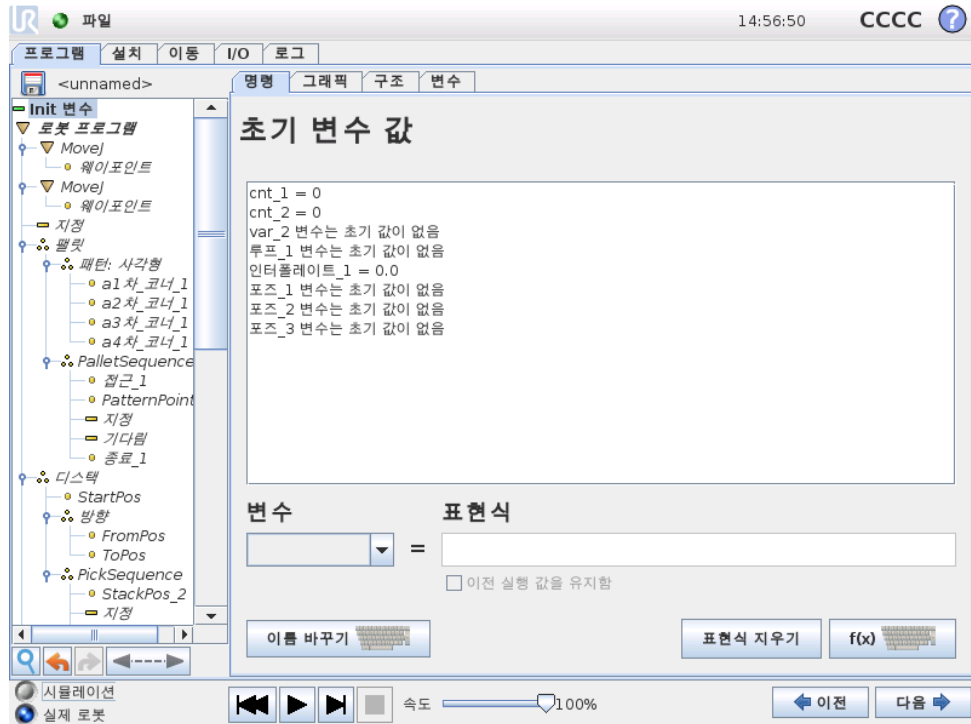 UR 파일 14:56:50 CCCC ?
프로그램 설치 이동 I/O 로그
<unnamed>
명령 그래픽 구조 변수
Init 변수
로봇 프로그램
MoveJ
웨이포인트
MoveJ
웨이포인트
지정
팰릿
패턴: 사각형
a1차_코너_1
a2차_코너_1
a3차_코너_1
a4차_코너_1
PalletSequence
접근_1
PatternPoint
지정
기다림
종료_1
디스택
StartPos
방향
FromPos
ToPos
PickSequence
StackPos_2
지정
초기 변수 값
cnt_1 = 0
cnt_2 = 0
var_2 변수는 초기 값이 없음
루프_1 변수는 초기 값이 없음
인터폴레이트_1 = 0.0
포즈_1 변수는 초기 값이 없음
포즈_2 변수는 초기 값이 없음
포즈_3 변수는 초기 값이 없음
변수 표현식
=
이전 실행 값을 유지함
이름 바꾸기 표현식 지우기 f(x)
시뮬레이션
실제 로봇
속도 100% 이전 다음